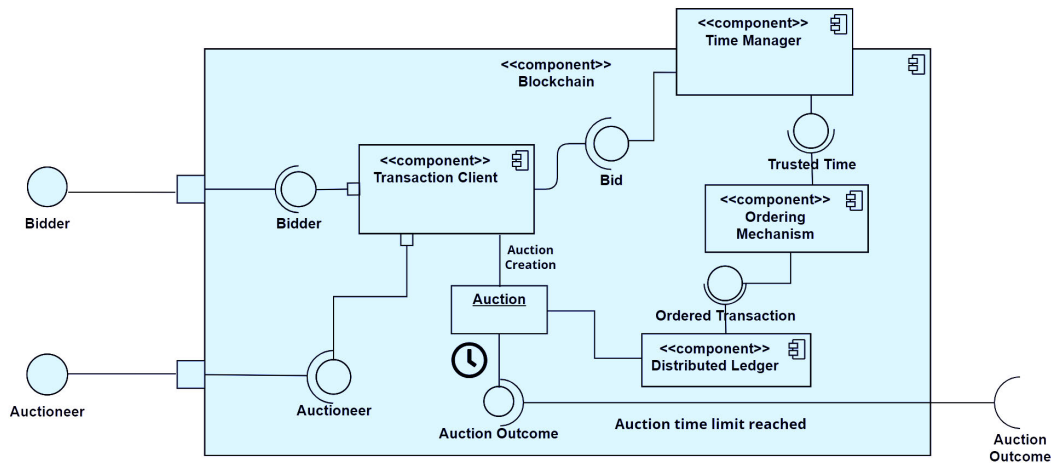 <<component>>
Time Manager
<<component>>
Blockchain
<<component>>
Transaction Client
Bid
Trusted Time
<<component>>
Ordering
Mechanism
Bidder
Bidder
Auction
Creation
Auction
Ordered Transaction
<<component>>
Distributed Ledger
Auctioneer
Auctioneer
Auction Outcome
Auction time limit reached
Auction
Outcome